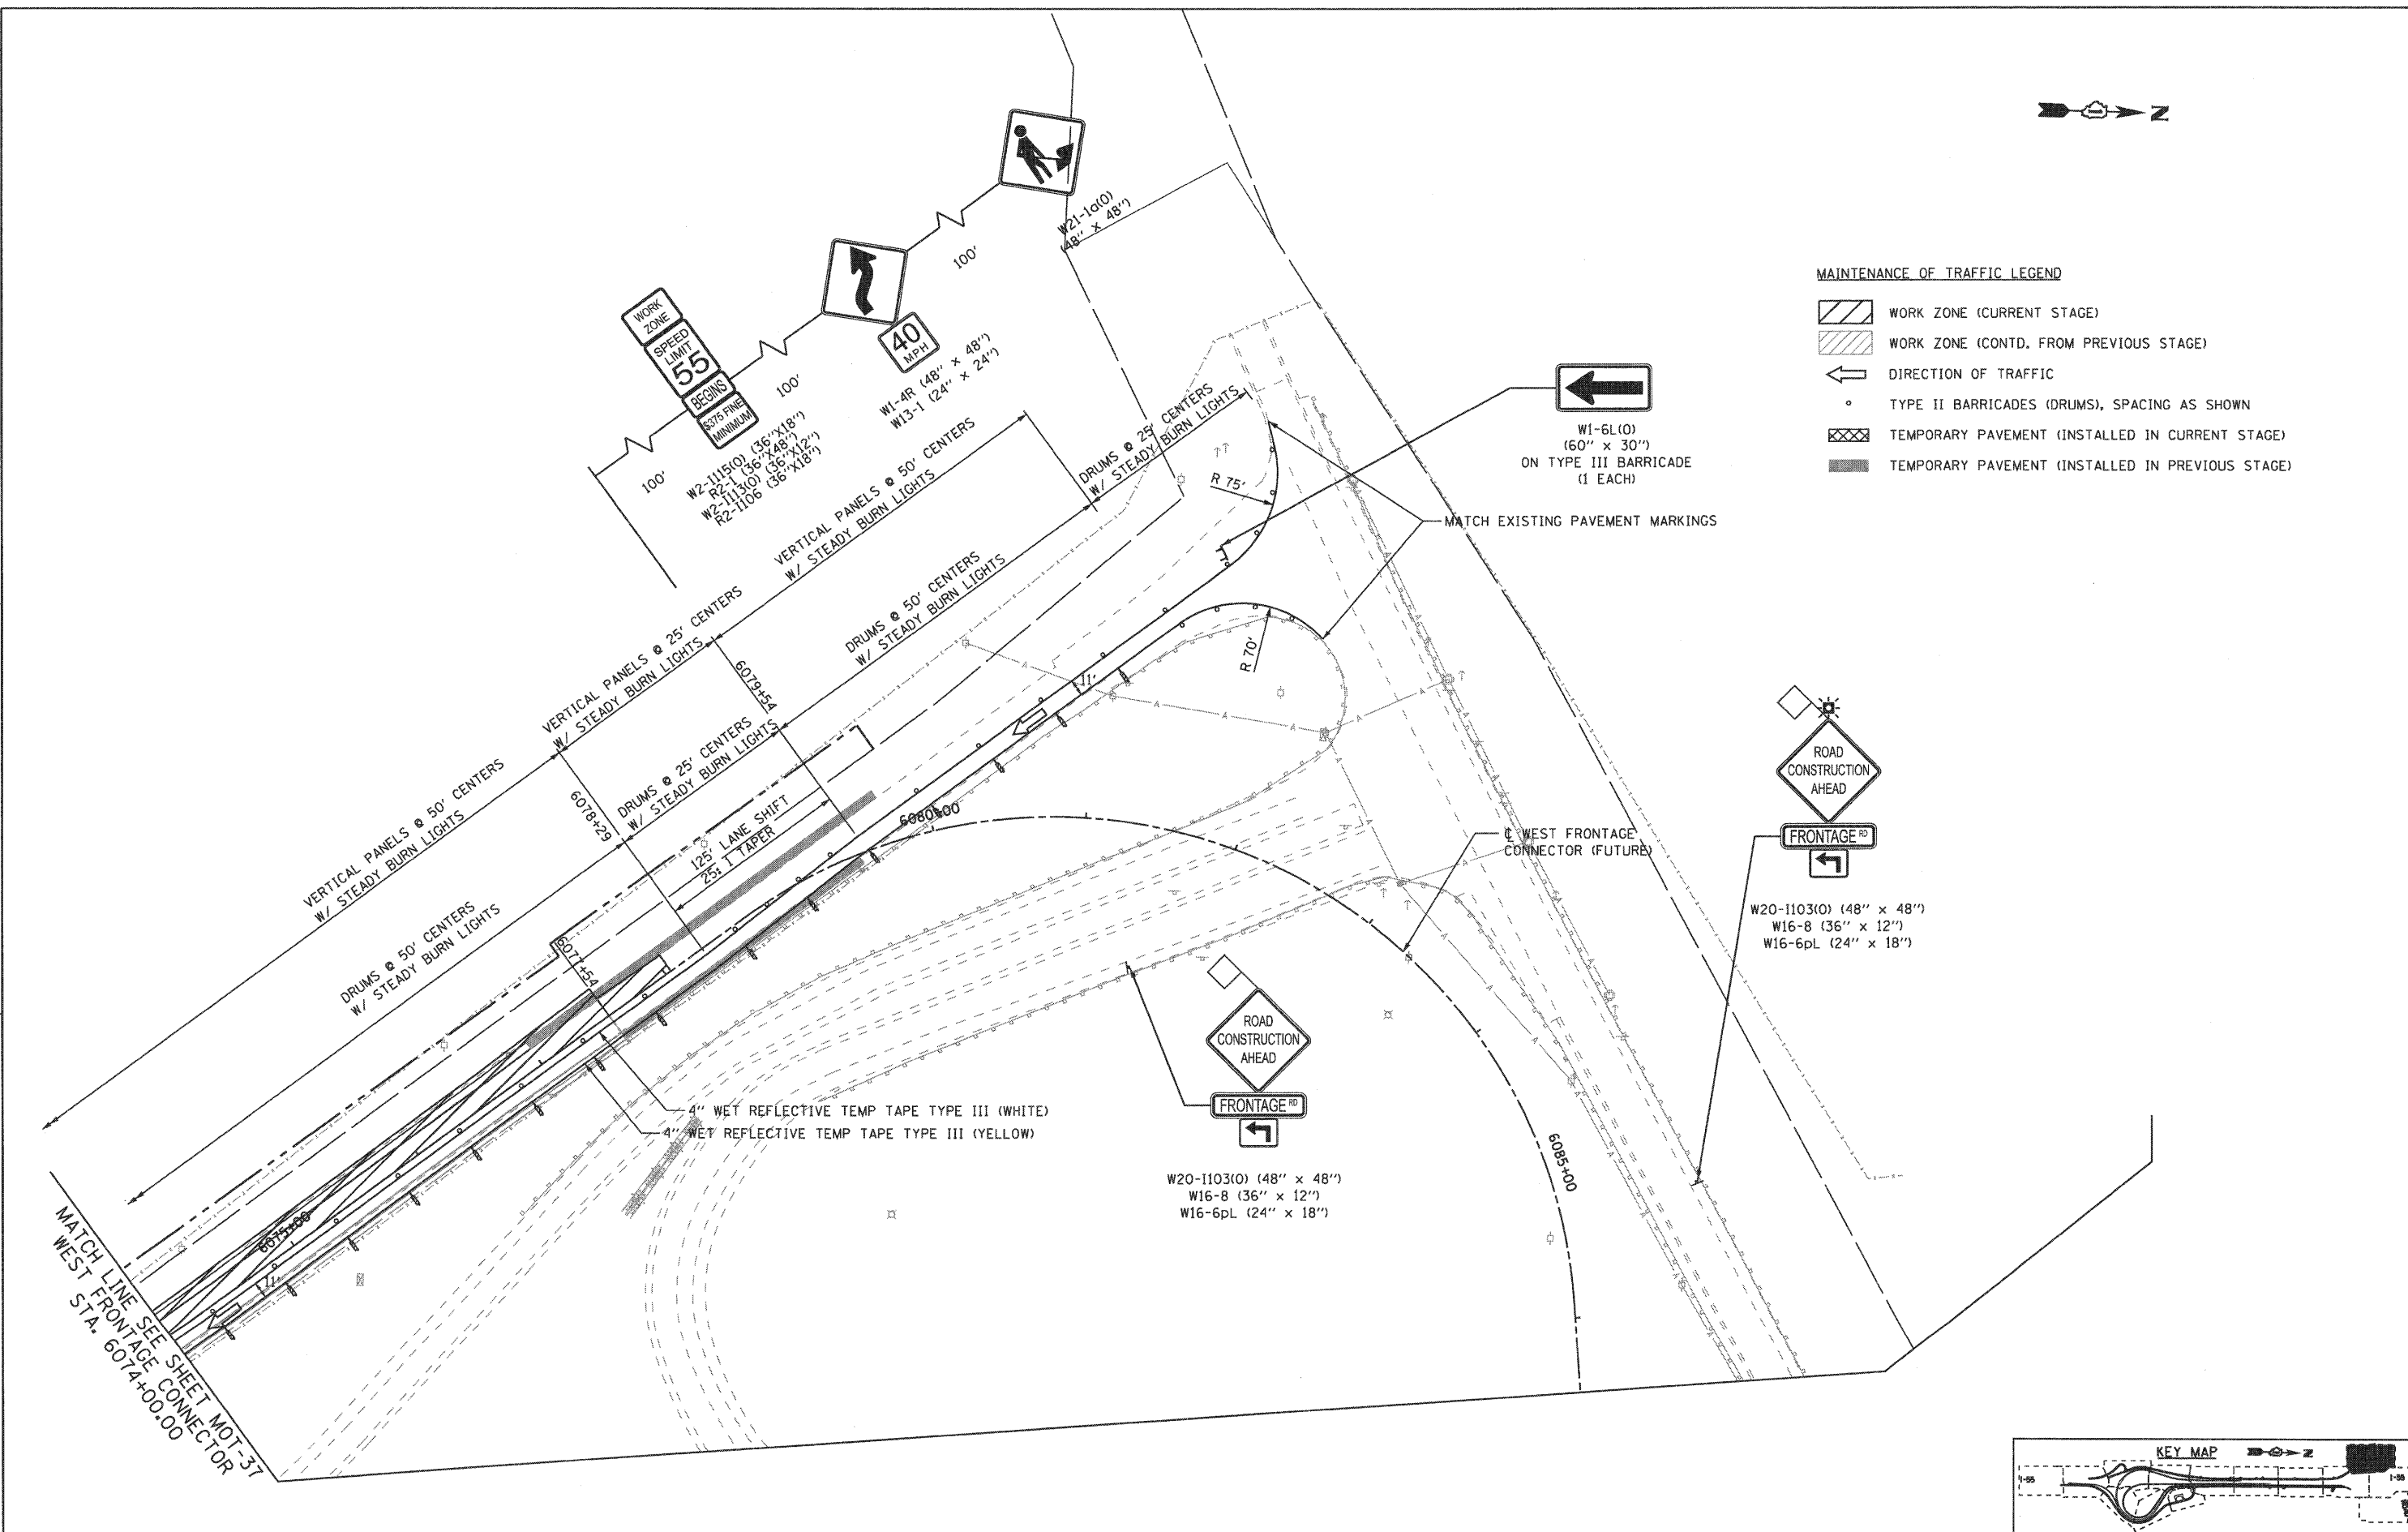 N
W21-1a(O)
(48" X 48")
100'
WORK
ZONE
SPEED
LIMIT
55
BEGINS
$375 FINE
MINIMUM
40
MPH
100'
W1-4R (48" x 48")
W13-1 (24" x 24")
100'
W2-I115(O) (36"X18")
R2-1 (36"X48")
W2-I113(O) (36"X12")
R2-I106 (36"X18")
MAINTENANCE OF TRAFFIC LEGEND
WORK ZONE (CURRENT STAGE)
WORK ZONE (CONTD. FROM PREVIOUS STAGE)
DIRECTION OF TRAFFIC
TYPE II BARRICADES (DRUMS), SPACING AS SHOWN
TEMPORARY PAVEMENT (INSTALLED IN CURRENT STAGE)
TEMPORARY PAVEMENT (INSTALLED IN PREVIOUS STAGE)
W1-6L(O)
(60" x 30")
ON TYPE III BARRICADE
(1 EACH)
MATCH EXISTING PAVEMENT MARKINGS
DRUMS @ 25' CENTERS
W/ STEADY BURN LIGHTS
R 75'
VERTICAL PANELS @ 50' CENTERS
W/ STEADY BURN LIGHTS
DRUMS @ 50' CENTERS
W/ STEADY BURN LIGHTS
R 70'
VERTICAL PANELS @ 25' CENTERS
W/ STEADY BURN LIGHTS
6079+54
11'
DRUMS @ 25' CENTERS
W/ STEADY BURN LIGHTS
6078+29
125' LANE SHIFT
25:1 TAPER
6080+00
VERTICAL PANELS @ 50' CENTERS
W/ STEADY BURN LIGHTS
DRUMS @ 50' CENTERS
W/ STEADY BURN LIGHTS
6077+54
℄ WEST FRONTAGE
CONNECTOR (FUTURE)
ROAD
CONSTRUCTION
AHEAD
FRONTAGE RD
W20-I103(O) (48" x 48")
W16-8 (36" x 12")
W16-6pL (24" x 18")
ROAD
CONSTRUCTION
AHEAD
FRONTAGE RD
W20-I103(O) (48" x 48")
W16-8 (36" x 12")
W16-6pL (24" x 18")
4" WET REFLECTIVE TEMP TAPE TYPE III (WHITE)
4" WET REFLECTIVE TEMP TAPE TYPE III (YELLOW)
6085+00
6075+00
11'
MATCH LINE SEE SHEET MOT-37
WEST FRONTAGE CONNECTOR
STA. 6074+00.00
KEY MAP
N
I-55
I-55